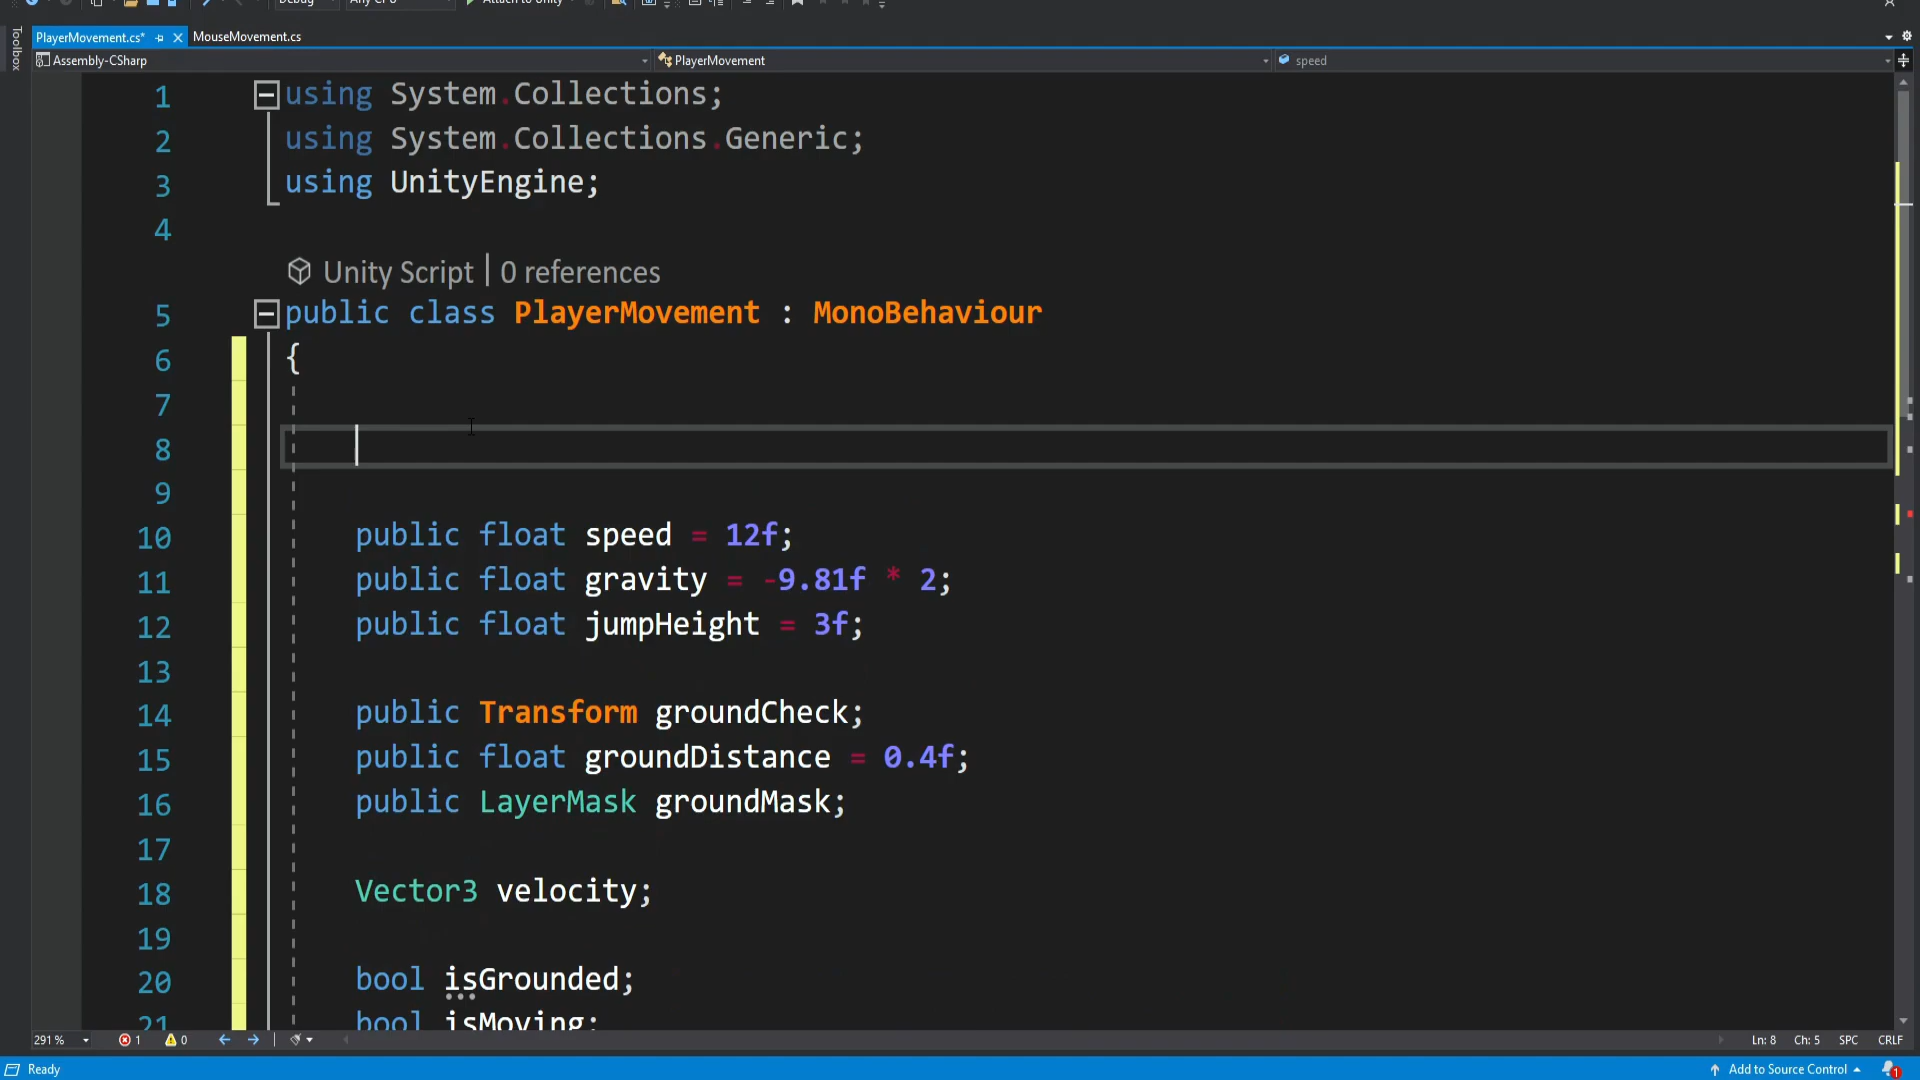 Debug
Any CPU
Attach to Unity
Toolbox
PlayerMovement.cs*
MouseMovement.cs
Assembly-CSharp
PlayerMovement
speed
1 using System.Collections;
2 using System.Collections.Generic;
3 using UnityEngine;
4
Unity Script | 0 references
5 public class PlayerMovement : MonoBehaviour
6 {
7
8
9
10 public float speed = 12f;
11 public float gravity = -9.81f * 2;
12 public float jumpHeight = 3f;
13
14 public Transform groundCheck;
15 public float groundDistance = 0.4f;
16 public LayerMask groundMask;
17
18 Vector3 velocity;
19
20 bool isGrounded;
21 bool isMoving;
291 % 1 0 Ln: 8 Ch: 5 SPC CRLF
Ready Add to Source Control 1